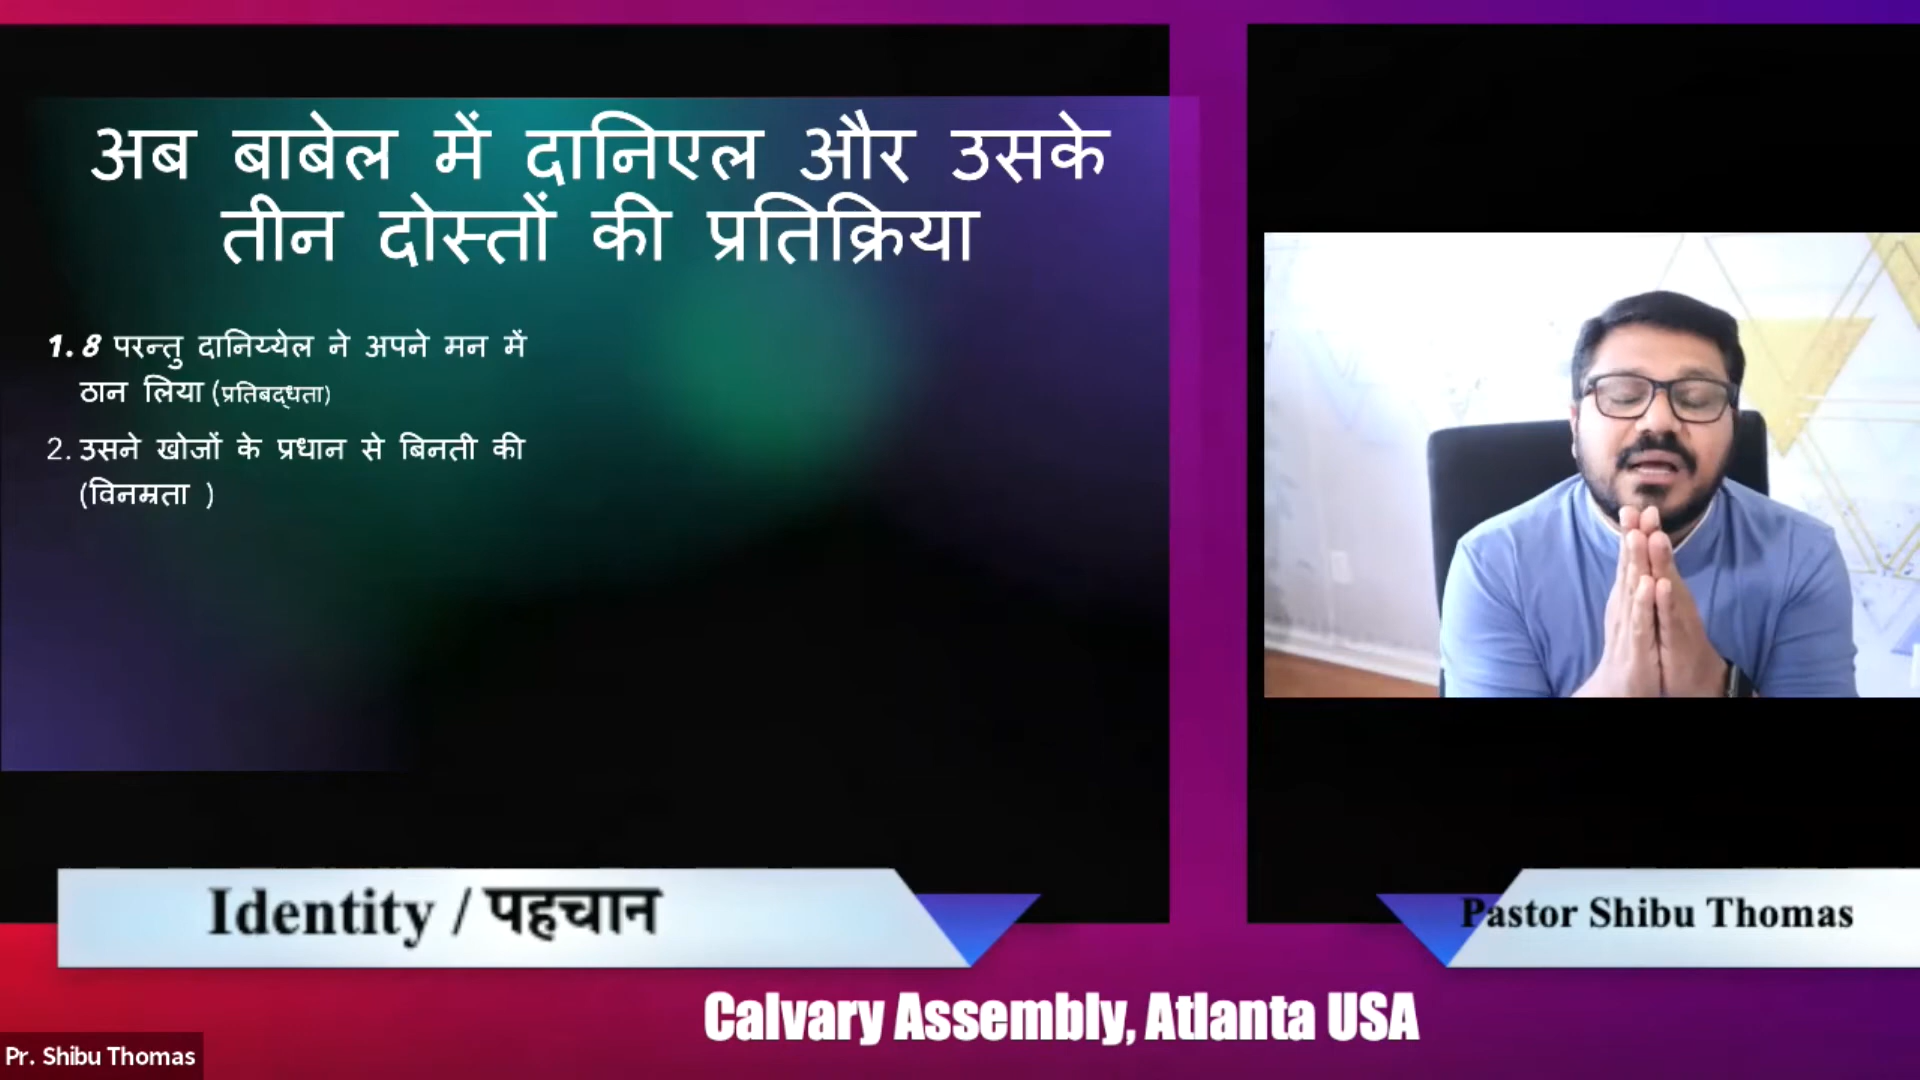 अब बाबेल में दानिएल और उसके
तीन दोस्तों की प्रतिक्रिया
1. 8 परन्तु दानिय्येल ने अपने मन में
ठान लिया (प्रतिबद्धता)
2. उसने खोजों के प्रधान से बिनती की
(विनम्रता )
Identity / पहचान
Pastor Shibu Thomas
Calvary Assembly, Atlanta USA
Pr. Shibu Thomas